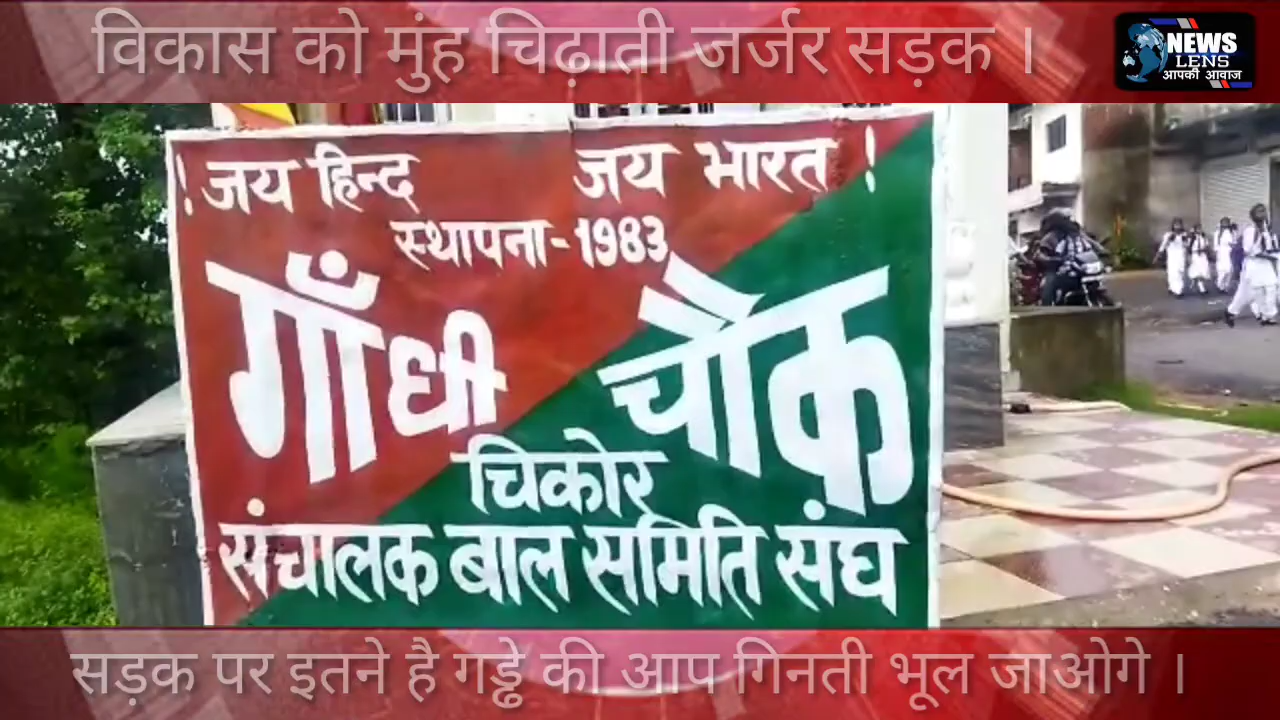 विकास को मुंह चिढ़ाती जर्जर सड़क ।
NEWS
LENS
आपकी आवाज
! जय हिन्द जय भारत !
स्थापना-1983
गाँधी चौक
चिकोर
संचालक बाल समिति संघ
सड़क पर इतने है गड्ढे की आप गिनती भूल जाओगे ।